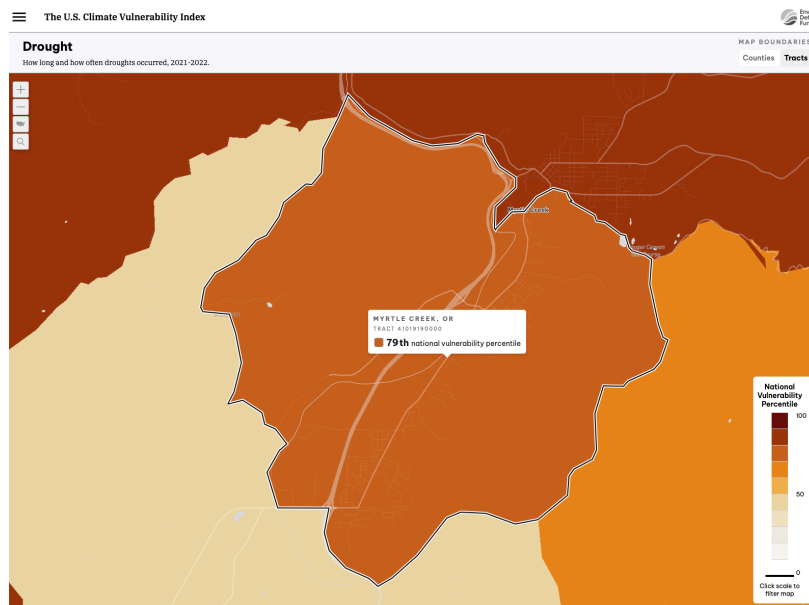 The U.S. Climate Vulnerability Index
Drought
How long and how often droughts occurred, 2021-2022.
MAP BOUNDARIES
Counties Tracts
MYRTLE CREEK, OR
TRACT 41019190000
79th national vulnerability percentile
National
Vulnerability
Percentile
100
50
0
Click scale to
filter map